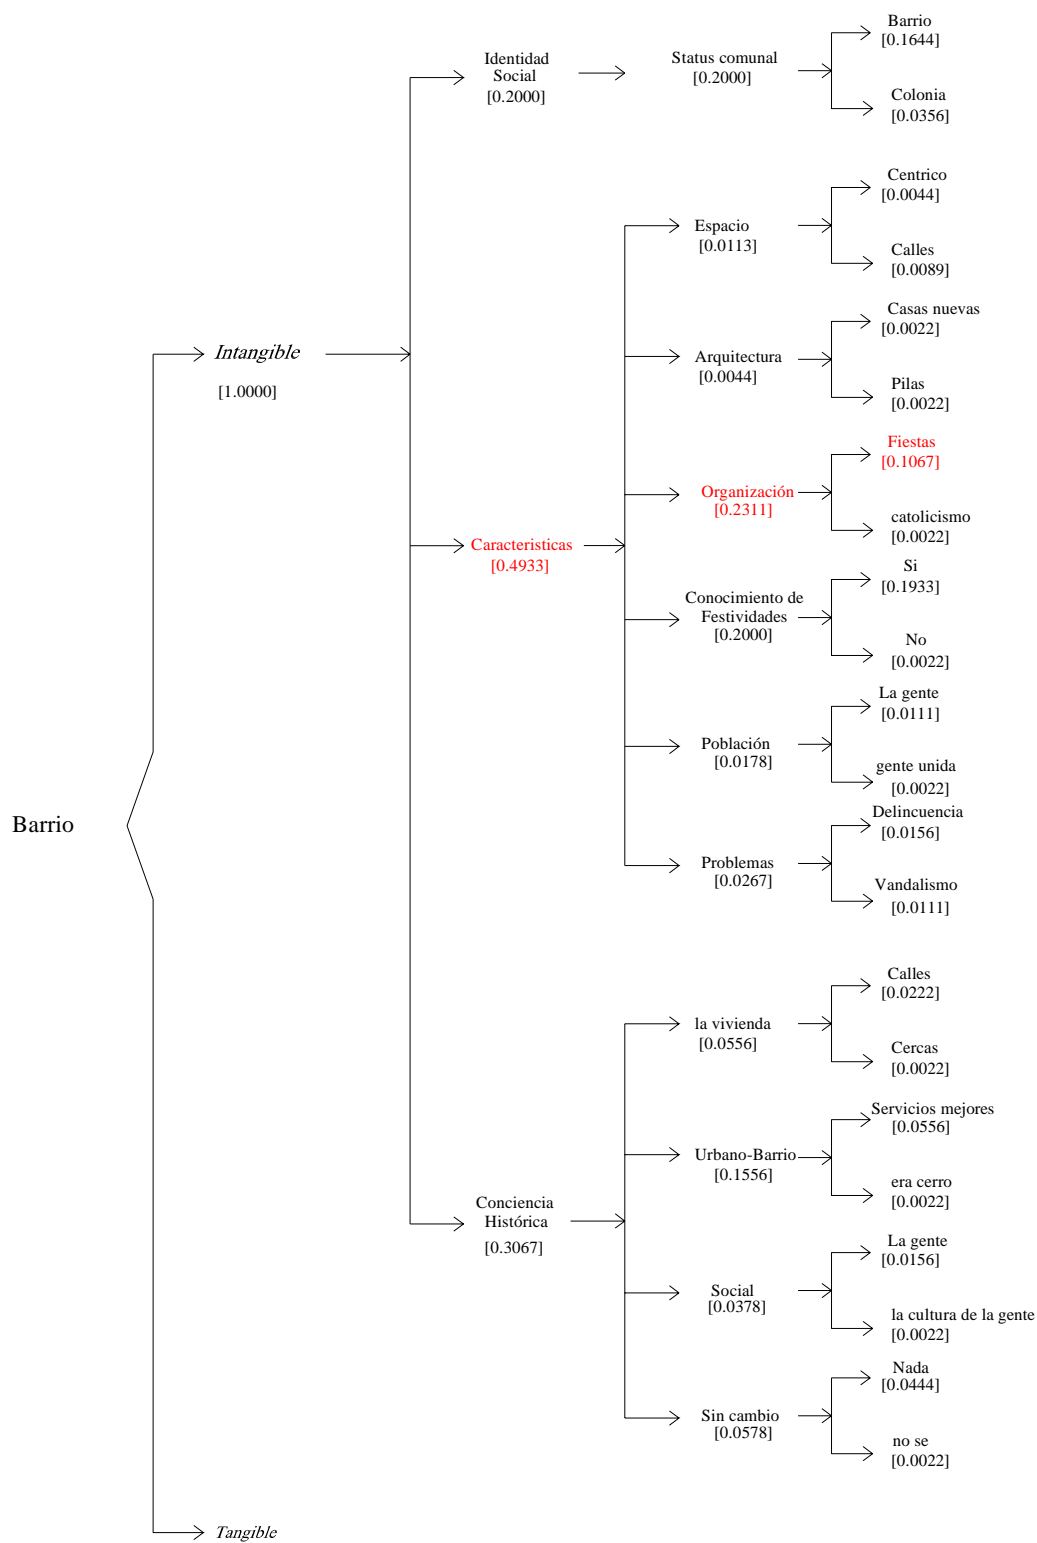 Barrio
[0.1644]
Identidad
Social
[0.2000]
Status comunal
[0.2000]
Colonia
[0.0356]
Centrico
[0.0044]
Espacio
[0.0113]
Calles
[0.0089]
Casas nuevas
[0.0022]
Intangible
[1.0000]
Arquitectura
[0.0044]
Pilas
[0.0022]
Fiestas
[0.1067]
Organización
[0.2311]
catolicismo
[0.0022]
Caracteristicas
[0.4933]
Si
[0.1933]
Conocimiento de
Festividades
[0.2000]
No
[0.0022]
La gente
[0.0111]
Población
[0.0178]
gente unida
[0.0022]
Barrio
Delincuencia
[0.0156]
Problemas
[0.0267]
Vandalismo
[0.0111]
Calles
[0.0222]
la vivienda
[0.0556]
Cercas
[0.0022]
Servicios mejores
[0.0556]
Urbano-Barrio
[0.1556]
era cerro
[0.0022]
Conciencia
Histórica
[0.3067]
La gente
[0.0156]
Social
[0.0378]
la cultura de la gente
[0.0022]
Nada
[0.0444]
Sin cambio
[0.0578]
no se
[0.0022]
Tangible